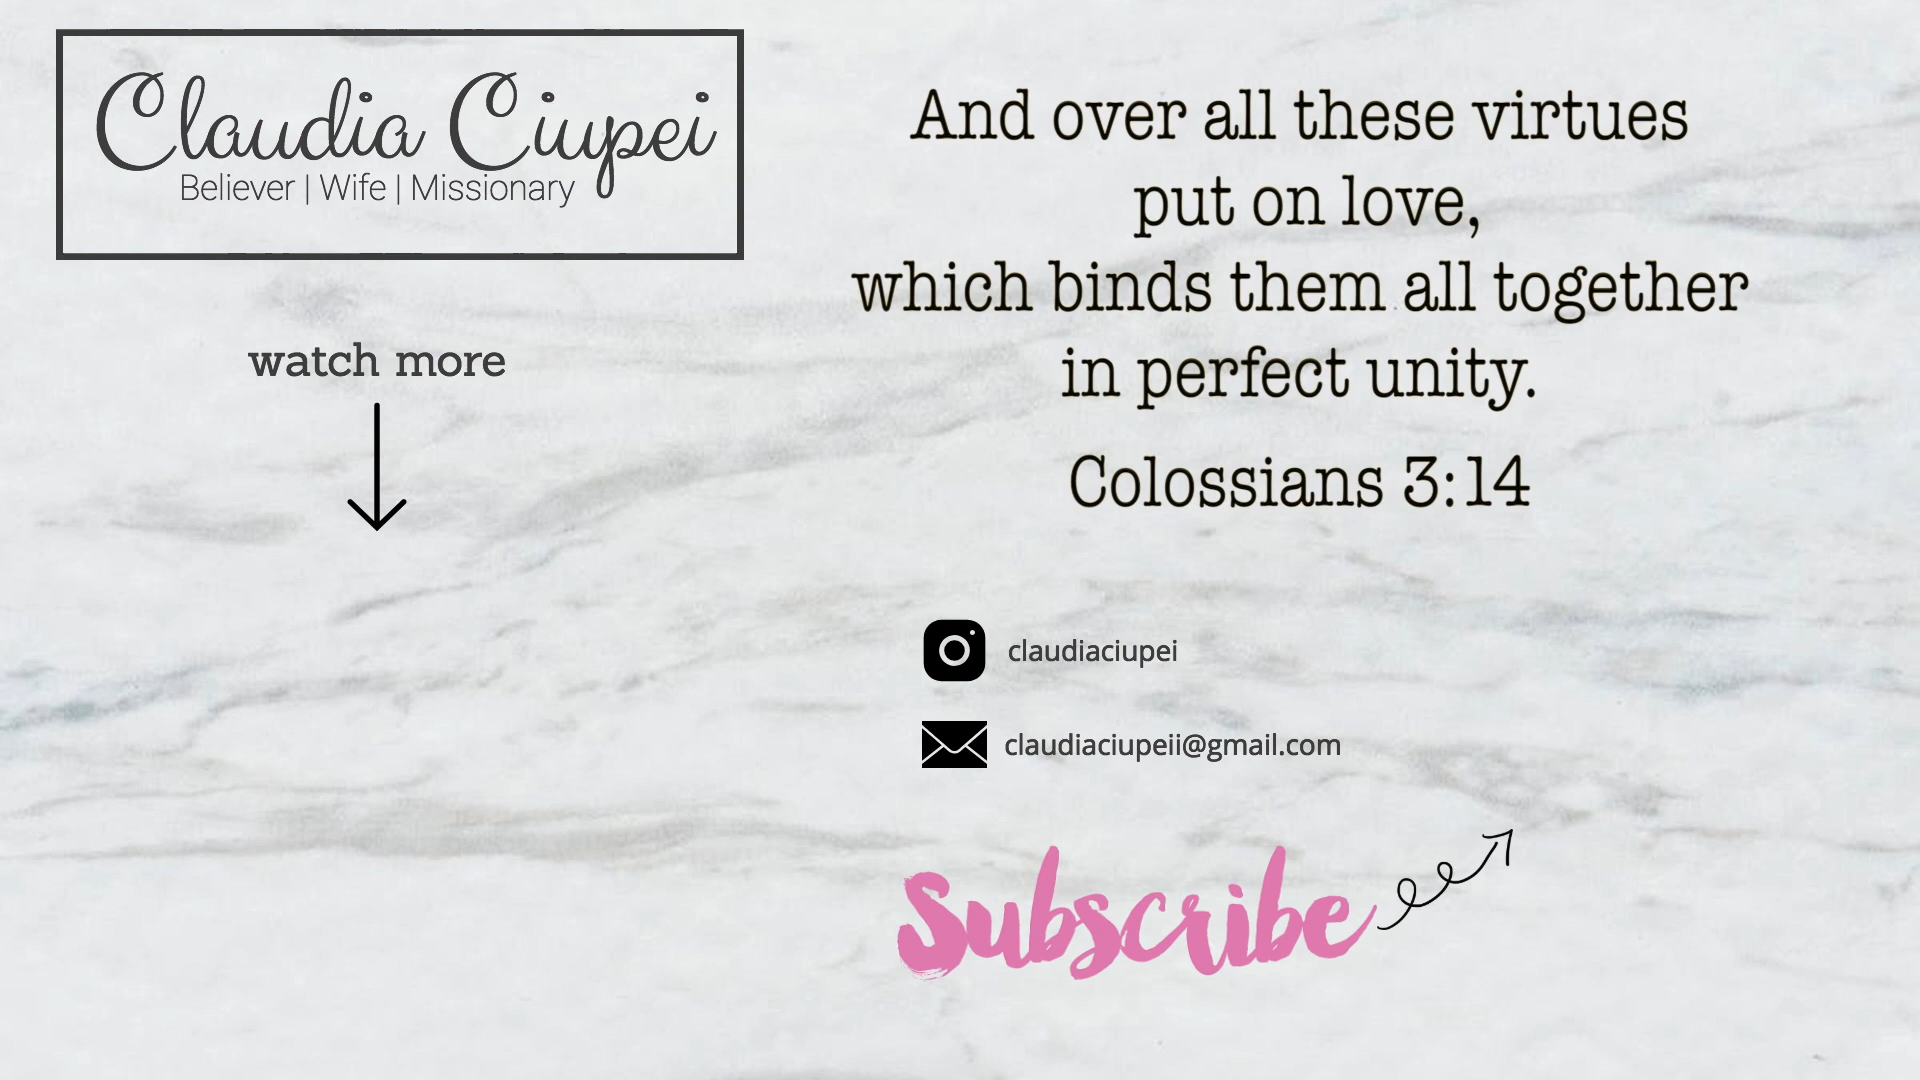 Claudia Ciupei
Believer | Wife | Missionary
watch more
And over all these virtues
put on love,
which binds them all together
in perfect unity.
Colossians 3:14
claudiaciupei
claudiaciupeii@gmail.com
Subscribe